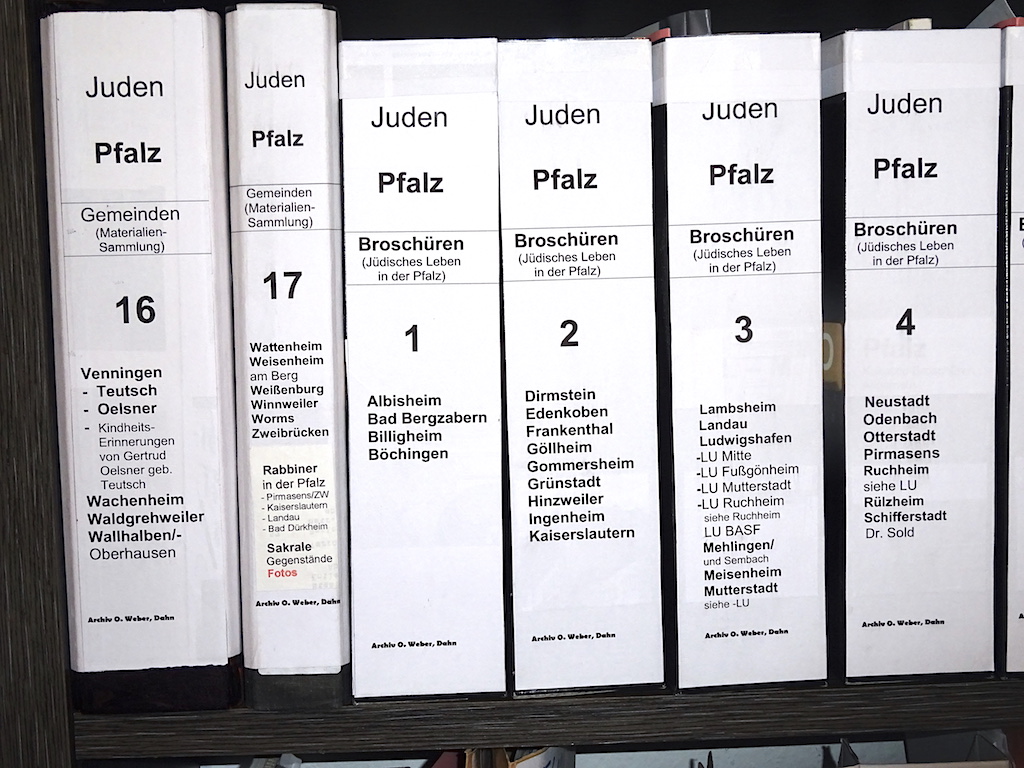 Juden
Pfalz
Gemeinden
(Materialien-
Sammlung)
16
Venningen
- Teutsch
- Oelsner
- Kindheits-
Erinnerungen
von Gertrud
Oelsner geb.
Teutsch
Wachenheim
Waldgrehweiler
Wallhalben/-
Oberhausen
Archiv O. Weber, Dahn
Juden
Pfalz
Gemeinden
(Materialien-
Sammlung)
17
Wattenheim
Weisenheim
am Berg
Weißenburg
Winnweiler
Worms
Zweibrücken
Rabbiner
in der Pfalz
- Pirmasens/ZW
- Kaiserslautern
- Landau
- Bad Dürkheim
Sakrale
Gegenstände
Fotos
Archiv O. Weber, Dahn
Juden
Pfalz
Broschüren
(Jüdisches Leben
in der Pfalz)
1
Albisheim
Bad Bergzabern
Billigheim
Böchingen
Archiv O. Weber, Dahn
Juden
Pfalz
Broschüren
(Jüdisches Leben
in der Pfalz)
2
Dirmstein
Edenkoben
Frankenthal
Göllheim
Gommersheim
Grünstadt
Hinzweiler
Ingenheim
Kaiserslautern
Archiv O. Weber, Dahn
Juden
Pfalz
Broschüren
(Jüdisches Leben
in der Pfalz)
3
Lambsheim
Landau
Ludwigshafen
-LU Mitte
-LU Fußgönheim
-LU Mutterstadt
-LU Ruchheim
siehe Ruchheim
LU BASF
Mehlingen/
und Sembach
Meisenheim
Mutterstadt
siehe -LU
Archiv O. Weber, Dahn
Juden
Pfalz
Broschüren
(Jüdisches Leben
in der Pfalz)
4
Neustadt
Odenbach
Otterstadt
Pirmasens
Ruchheim
siehe LU
Rülzheim
Schifferstadt
Dr. Sold
Archiv O. Weber, Dahn